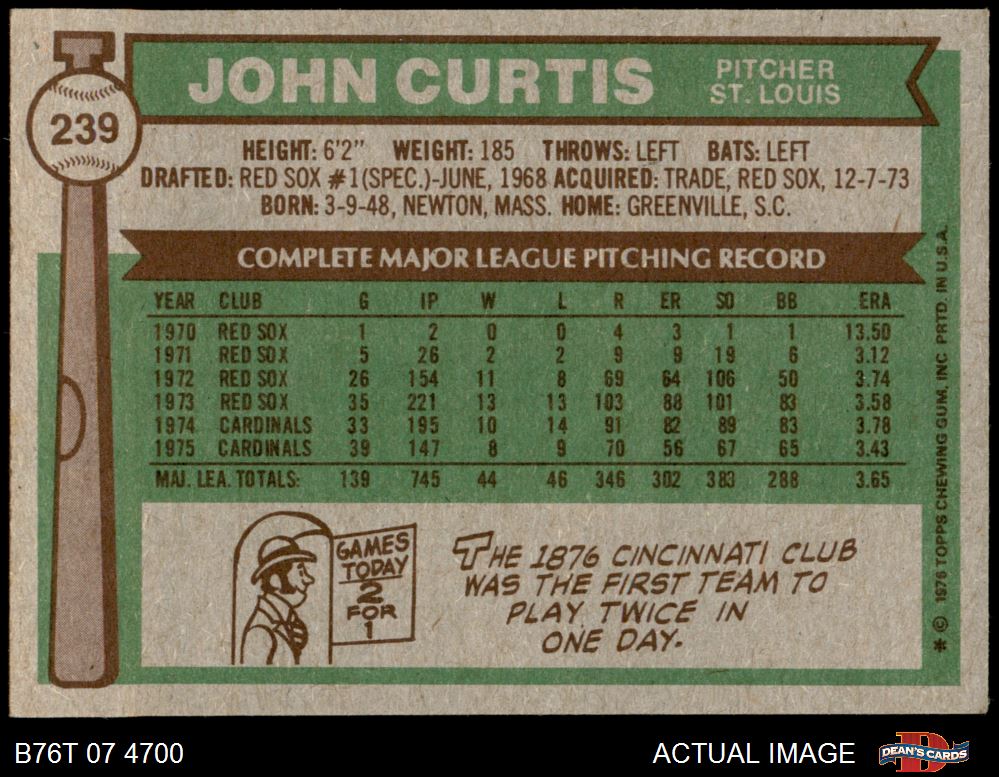 JOHN CURTIS
PITCHER
ST. LOUIS
239
HEIGHT: 6'2" WEIGHT: 185 THROWS: LEFT BATS: LEFT
DRAFTED: RED SOX #1(SPEC.)-JUNE, 1968 ACQUIRED: TRADE, RED SOX, 12-7-73
BORN: 3-9-48, NEWTON, MASS. HOME: GREENVILLE, S.C.
COMPLETE MAJOR LEAGUE PITCHING RECORD
YEAR CLUB G IP W L R ER SO BB ERA
1970 RED SOX 1 2 0 0 4 3 1 1 13.50
1971 RED SOX 5 26 2 2 9 9 19 6 3.12
1972 RED SOX 26 154 11 8 69 64 106 50 3.74
1973 RED SOX 35 221 13 13 103 88 101 83 3.58
1974 CARDINALS 33 195 10 14 91 82 89 83 3.78
1975 CARDINALS 39 147 8 9 70 56 67 65 3.43
MAJ. LEA. TOTALS: 139 745 44 46 346 302 383 288 3.65
GAMES
TODAY
2
FOR
1
THE 1876 CINCINNATI CLUB
WAS THE FIRST TEAM TO
PLAY TWICE IN
ONE DAY.
* © 1976 TOPPS CHEWING GUM, INC. PRTD. IN U.S.A.
B76T 07 4700
ACTUAL IMAGE
D
DEAN'S CARDS